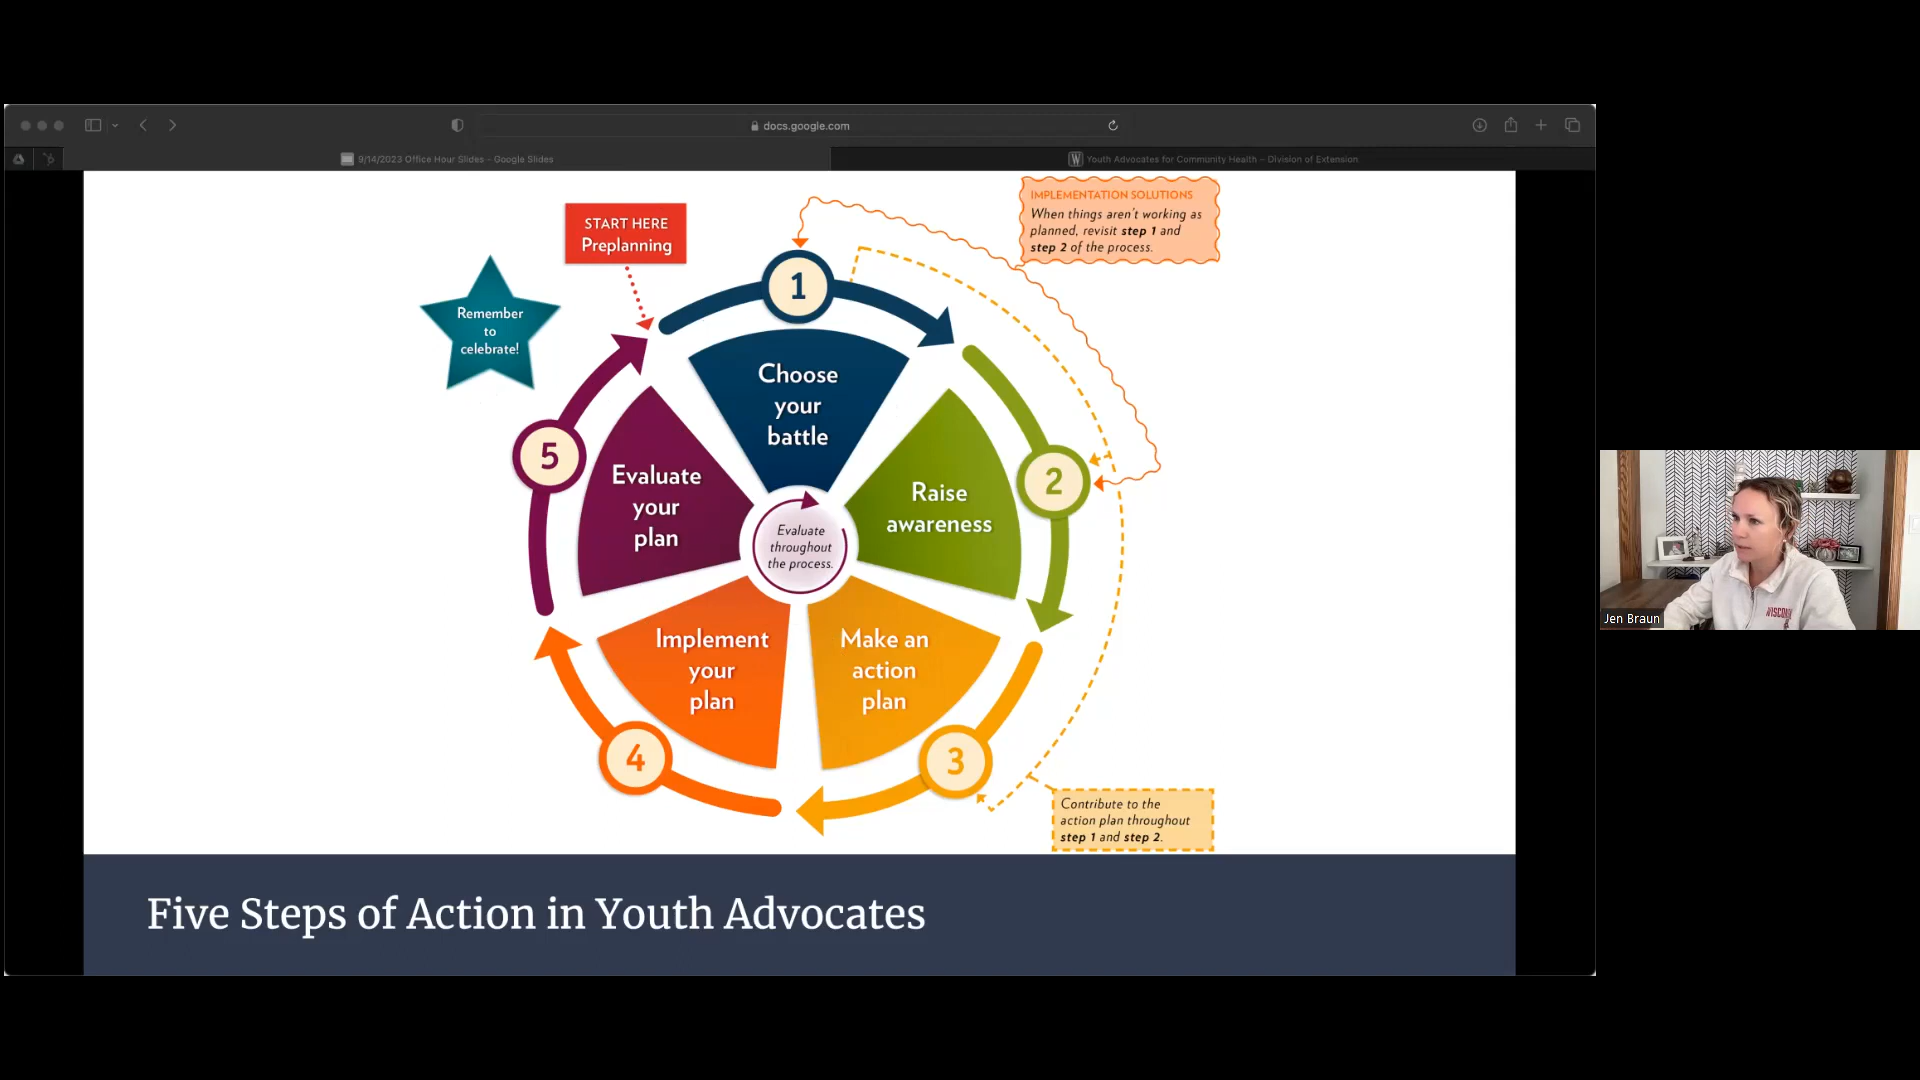 docs.google.com
9/14/2023 Office Hour Slides - Google Slides
W Youth Advocates for Community Health – Division of Extension
START HERE
Preplanning
IMPLEMENTATION SOLUTIONS
When things aren't working as
planned, revisit step 1 and
step 2 of the process.
Remember
to
celebrate!
1
Choose
your
battle
2
Raise
awareness
3
Make an
action
plan
4
Implement
your
plan
5
Evaluate
your
plan
Evaluate
throughout
the process.
Contribute to the
action plan throughout
step 1 and step 2.
Five Steps of Action in Youth Advocates
Jen Braun